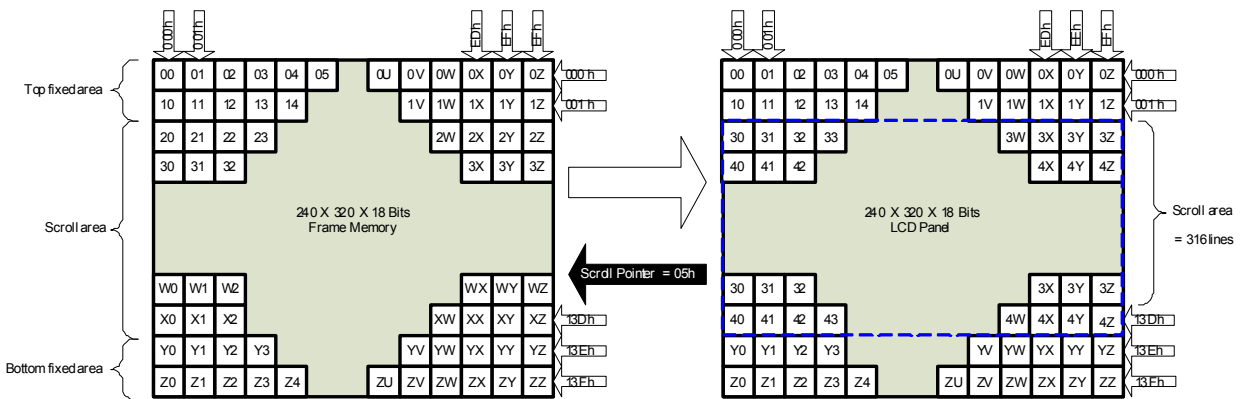 000h 001h EDh EFh EFh 000h 001h EDh EEh EFh
00 01 02 03 04 05 0U 0V 0W 0X 0Y 0Z 000h 00 01 02 03 04 05 0U 0V 0W 0X 0Y 0Z 000h
Top fixed area
10 11 12 13 14 1V 1W 1X 1Y 1Z 001h 10 11 12 13 14 1V 1W 1X 1Y 1Z 001h
20 21 22 23 2W 2X 2Y 2Z 30 31 32 33 3W 3X 3Y 3Z
30 31 32 3X 3Y 3Z 40 41 42 4X 4Y 4Z
Scroll area
240 X 320 X 18 Bits
Frame Memory
240 X 320 X 18 Bits
LCD Panel
Scroll area
= 316 lines
Scroll Pointer = 05h
W0 W1 W2 WX WY WZ 30 31 32 3X 3Y 3Z
X0 X1 X2 XW XX XY XZ 13Dh 40 41 42 43 4W 4X 4Y 4Z 13Dh
Y0 Y1 Y2 Y3 YV YW YX YY YZ 13Eh Y0 Y1 Y2 Y3 YV YW YX YY YZ 13Eh
Bottom fixed area
Z0 Z1 Z2 Z3 Z4 ZU ZV ZW ZX ZY ZZ 13Fh Z0 Z1 Z2 Z3 Z4 ZU ZV ZW ZX ZY ZZ 13Fh